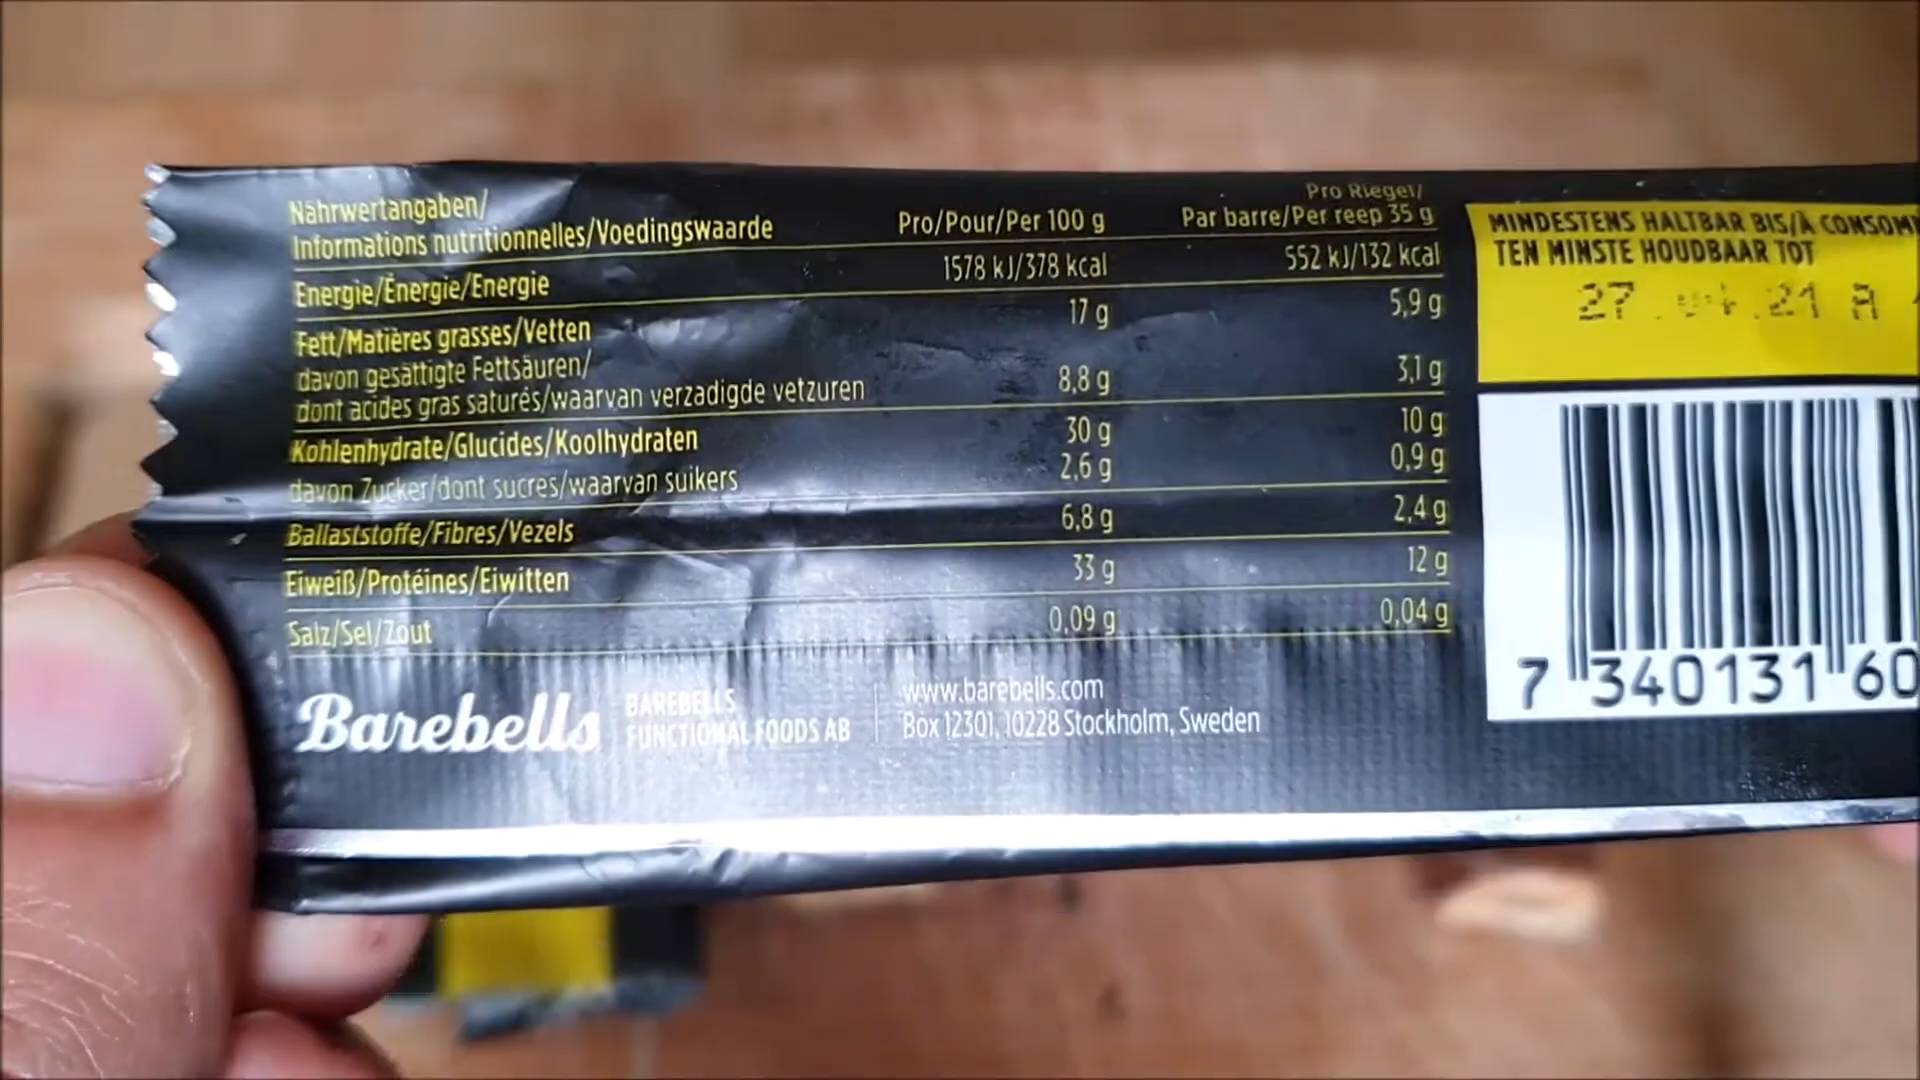 Nährwertangaben/
Informations nutritionnelles/Voedingswaarde Pro/Pour/Per 100 g Pro Riegel/
Par barre/Per reep 35 g
Energie/Énergie/Energie 1578 kJ/378 kcal 552 kJ/132 kcal
Fett/Matières grasses/Vetten 17 g 5,9 g
davon gesättigte Fettsäuren/
dont acides gras saturés/waarvan verzadigde vetzuren 8,8 g 3,1 g
Kohlenhydrate/Glucides/Koolhydraten 30 g 10 g
davon Zucker/dont sucres/waarvan suikers 2,6 g 0,9 g
Ballaststoffe/Fibres/Vezels 6,8 g 2,4 g
Eiweiß/Protéines/Eiwitten 33 g 12 g
Salz/Sel/Zout 0,09 g 0,04 g
Barebells
BAREBELLS
FUNCTIONAL FOODS AB
www.barebells.com
Box 12301, 10228 Stockholm, Sweden
MINDESTENS HALTBAR BIS/À CONSOMM
TEN MINSTE HOUDBAAR TOT
27.04.21 A
7 340131 60